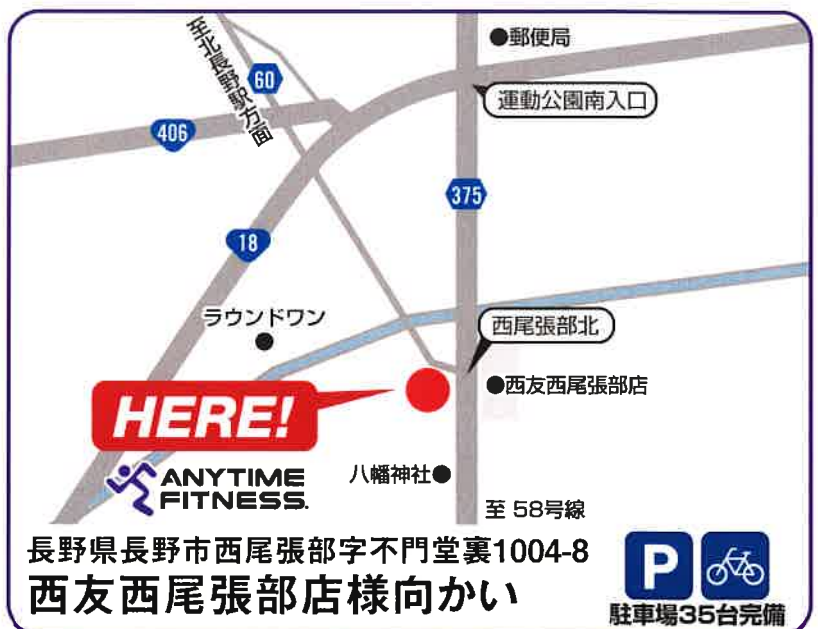 至北長野駅方面
60
●郵便局
運動公園南入口
406
375
18
ラウンドワン
西尾張部北
●西友西尾張部店
HERE!
ANYTIME
FITNESS.
八幡神社●
至 58号線
長野県長野市西尾張部字不門堂裏1004-8
西友西尾張部店様向かい
P
駐車場35台完備